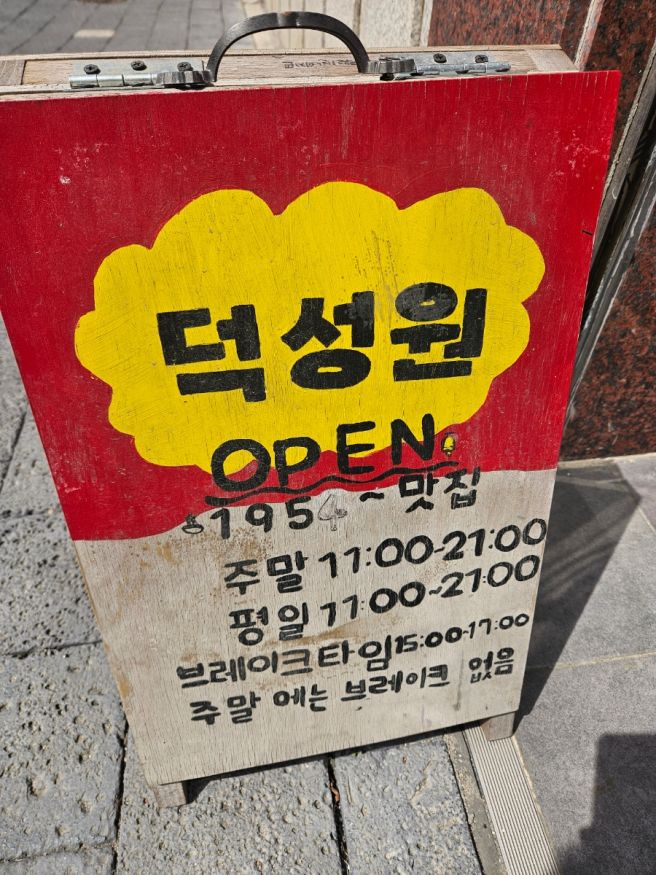 덕성원
OPEN
1954~맛집
주말 11:00~21:00
평일 11:00~21:00
브레이크타임 15:00~17:00
주말에는 브레이크 없음